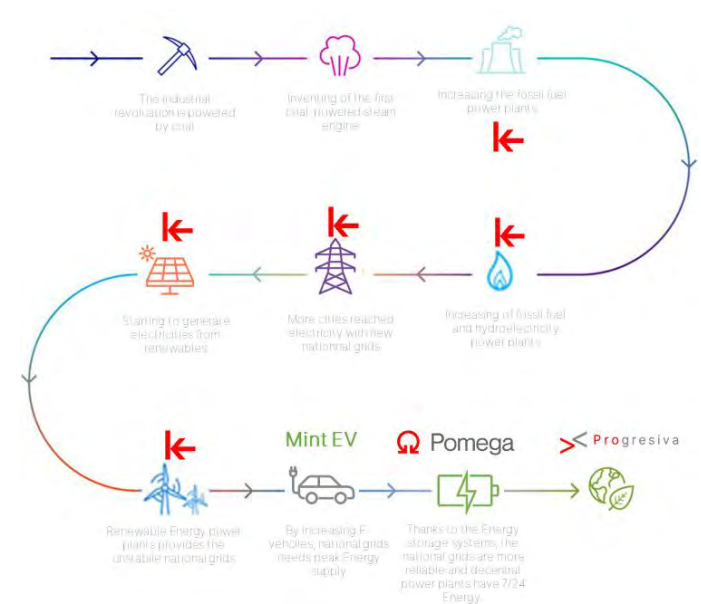 The industrial
revolution is powered
by coal
Inventing of the first
coal-powered steam
engine
Increasing the fossil fuel
power plants
Starting to generate
electricities from
renewables
More cities reached
electricity with new
nationnal grids
Increasing of fossil fuel
and hydroelectricity
power plants
Mint EV
Pomega
Progresiva
Renewable Energy power
plants provides the
unstable national grids
By increasing E-
vehicles, national grids
needs peak Energy
supply
Thanks to the Energy
storage systems, the
national grids are more
reliable and decentral
power plants have 7/24
Energy.